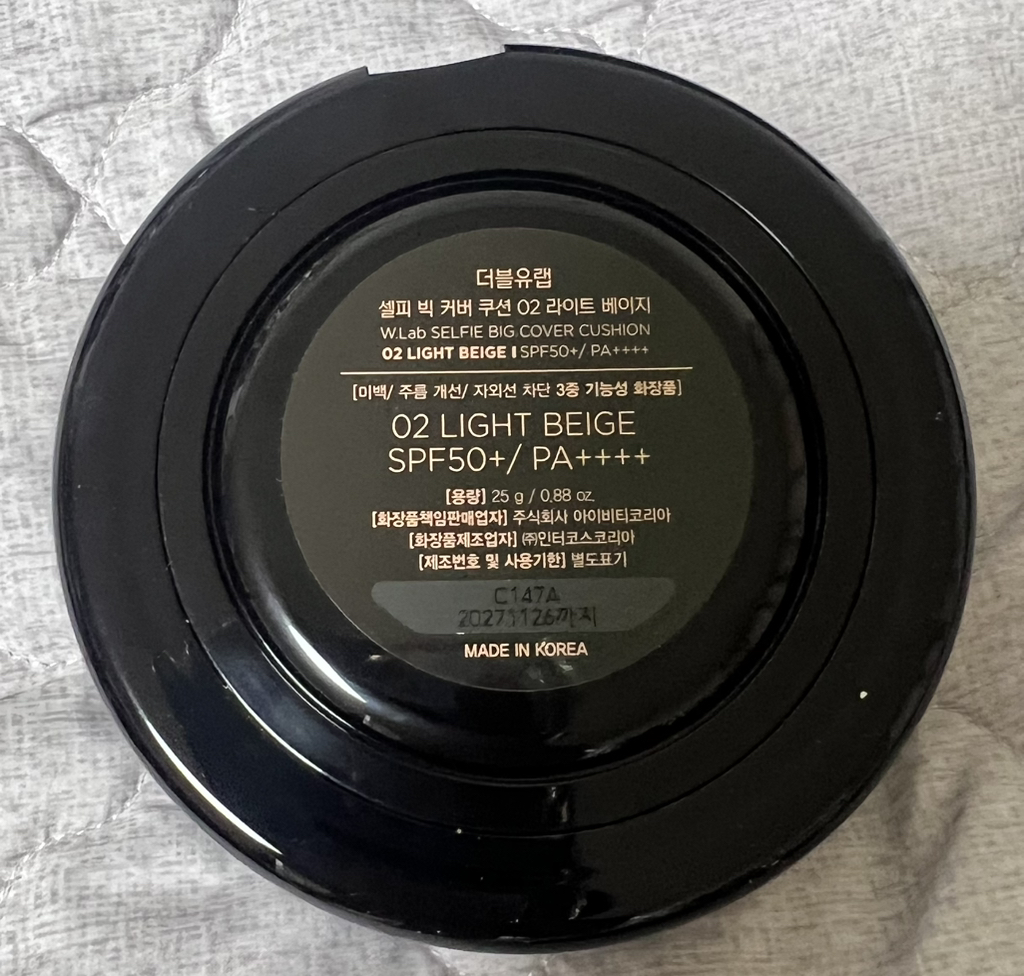 더블유랩
셀피 빅 커버 쿠션 02 라이트 베이지
W.Lab SELFIE BIG COVER CUSHION
02 LIGHT BEIGE I SPF50+/ PA++++
[미백/ 주름 개선/ 자외선 차단 3중 기능성 화장품]
02 LIGHT BEIGE
SPF50+/ PA++++
[용량] 25 g / 0.88 oz.
[화장품책임판매업자] 주식회사 아이비티코리아
[화장품제조업자] ㈜인터코스코리아
[제조번호 및 사용기한] 별도표기
C147A
20271126까지
MADE IN KOREA